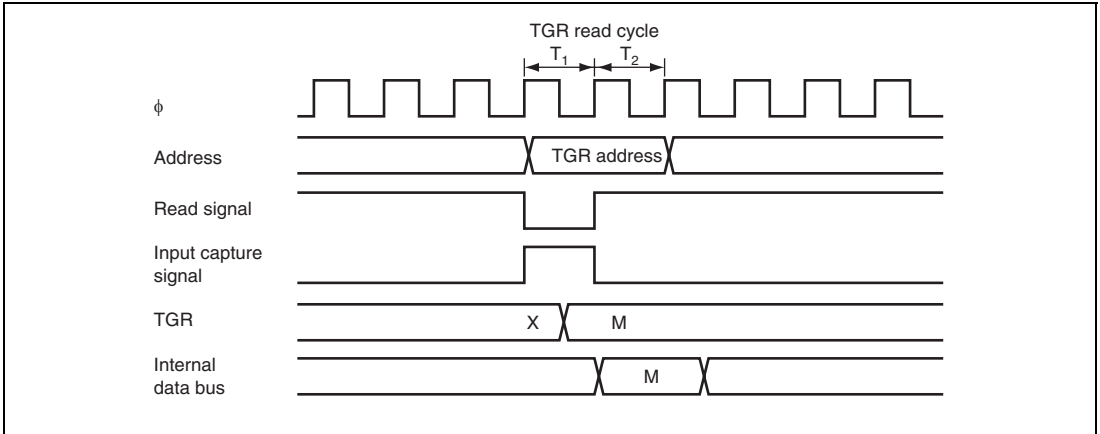 TGR read cycle
T1 T2
ϕ
Address
TGR address
Read signal
Input capture
signal
TGR
X M
Internal
data bus
M